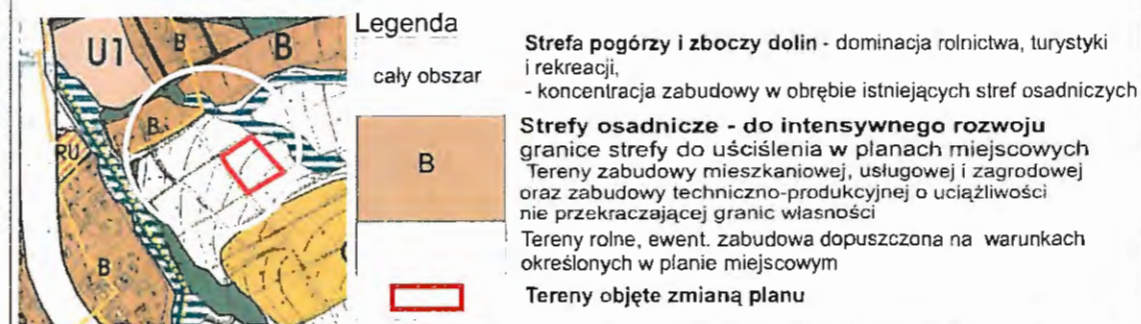 U1
B
B
B
RU
B
Legenda
cały obszar
Strefa pogórzy i zboczy dolin - dominacja rolnictwa, turystyki
i rekreacji,
- koncentracja zabudowy w obrębie istniejących stref osadniczych
B
Strefy osadnicze - do intensywnego rozwoju
granice strefy do uściślenia w planach miejscowych
Tereny zabudowy mieszkaniowej, usługowej i zagrodowej
oraz zabudowy techniczno-produkcyjnej o uciążliwości
nie przekraczającej granic własności
Tereny rolne, ewent. zabudowa dopuszczona na warunkach
określonych w planie miejscowym
Tereny objęte zmianą planu